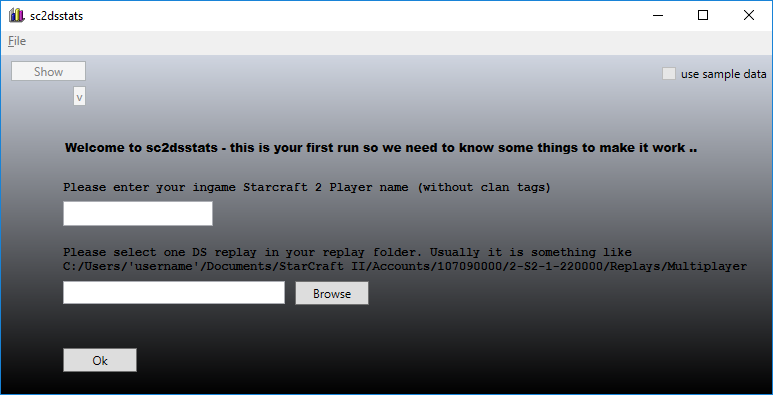 sc2dsstats
File
Show
use sample data
v
Welcome to sc2dsstats - this is your first run so we need to know some things to make it work ..
Please enter your ingame Starcraft 2 Player name (without clan tags)
Please select one DS replay in your replay folder. Usually it is something like
C:/Users/'username'/Documents/StarCraft II/Accounts/107090000/2-S2-1-220000/Replays/Multiplayer
Browse
Ok